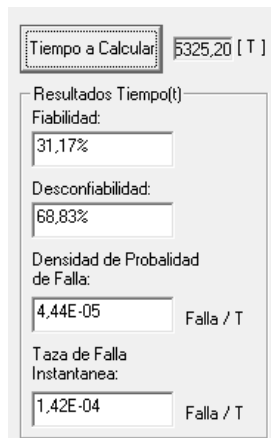 Tiempo a Calcular 5325,20 [ T ]
Resultados Tiempo(t)
Fiabilidad:
31,17%
Desconfiabilidad:
68,83%
Densidad de Probalidad
de Falla:
4,44E-05 Falla / T
Taza de Falla
Instantanea:
1,42E-04 Falla / T